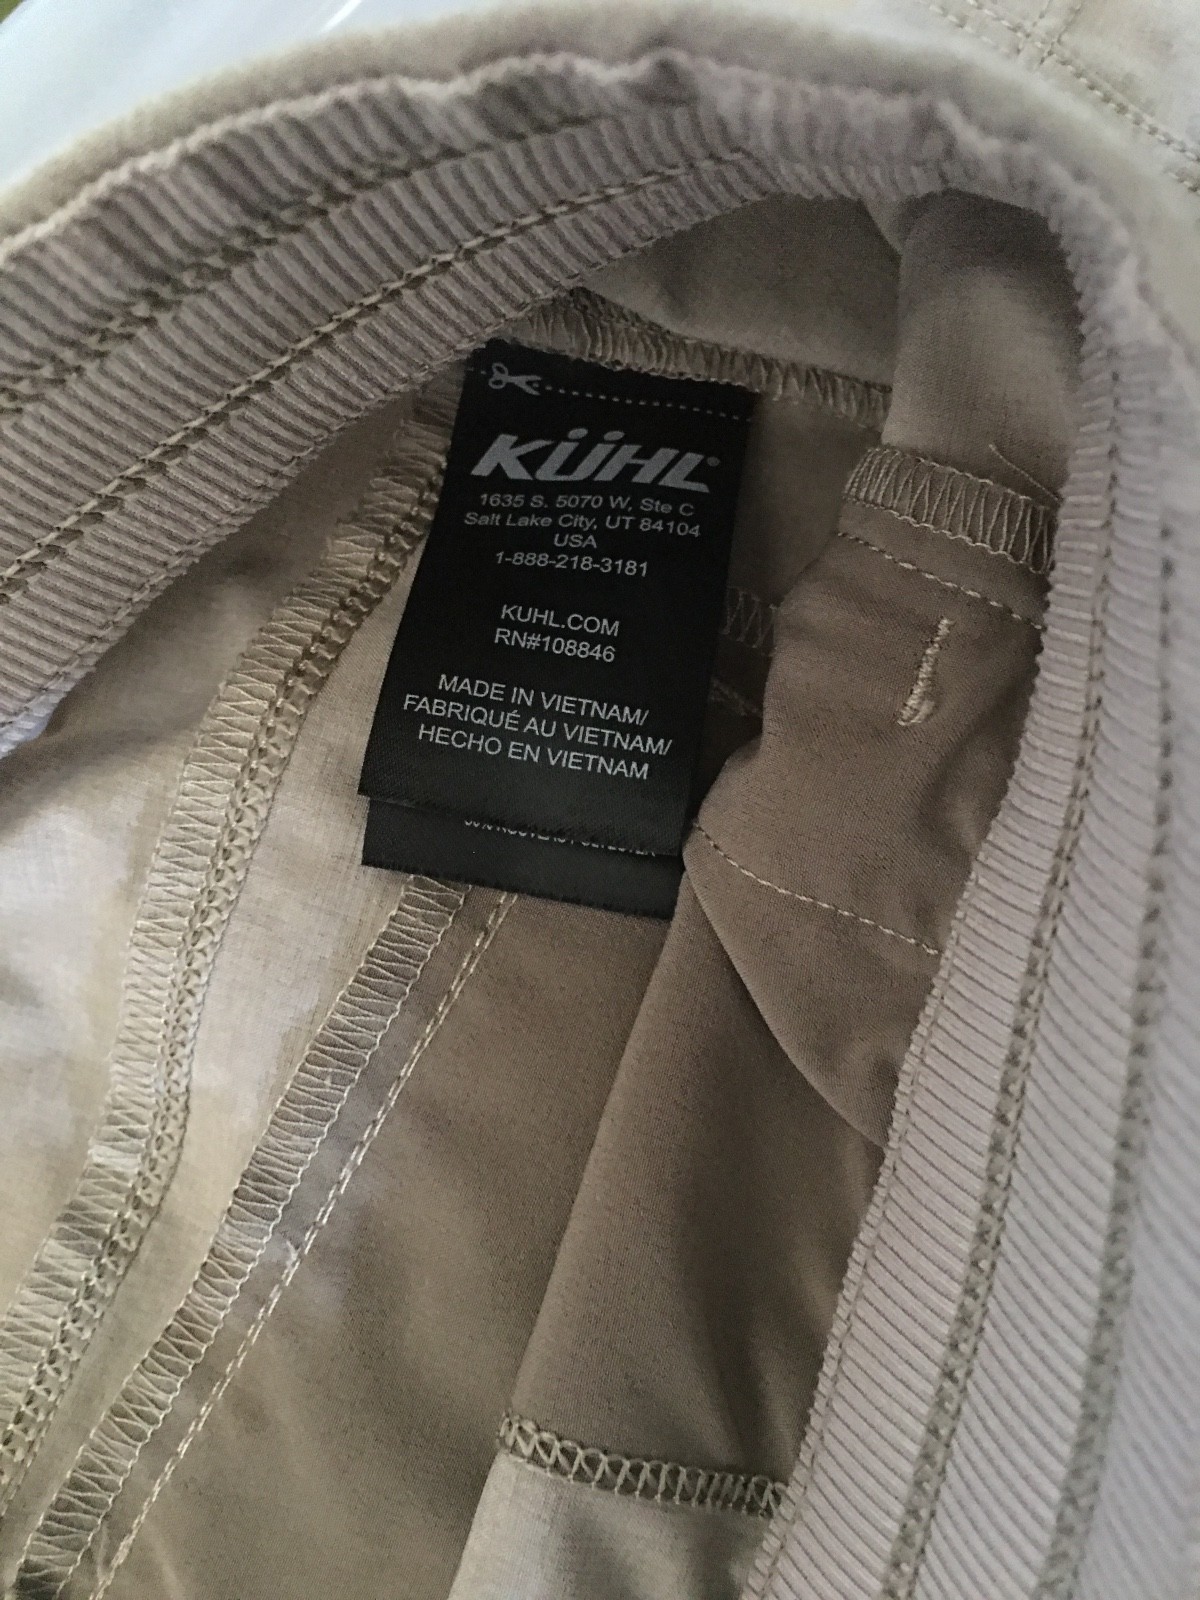 KÜHL®
1635 S. 5070 W, Ste C
Salt Lake City, UT 84104
USA
1-888-218-3181
KUHL.COM
RN#108846
MADE IN VIETNAM/
FABRIQUÉ AU VIETNAM/
HECHO EN VIETNAM